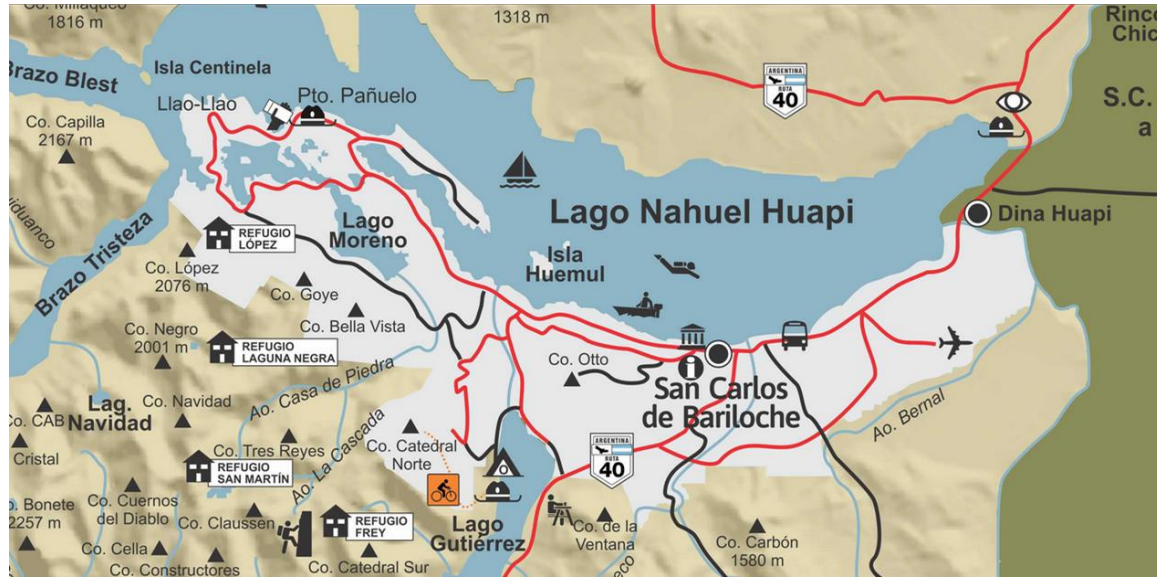 Co. Millaqueo
1816 m
1318 m
Rinco
Chic
Brazo Blest
Isla Centinela
Llao-Llao
Pto. Pañuelo
ARGENTINA
RUTA
40
S.C.
a
Co. Capilla
2167 m
Lago Nahuel Huapi
Dina Huapi
Brazo Tristeza
REFUGIO
LÓPEZ
Lago
Moreno
Isla
Huemul
Co. López
2076 m
Co. Goye
Co. Bella Vista
Co. Negro
2001 m
REFUGIO
LAGUNA NEGRA
Co. Otto
San Carlos
de Bariloche
Ao. Casa de Piedra
Lag.
Navidad
Co. Navidad
Co. CAB
Cristal
Co. Tres Reyes
Ao. La Cascada
Co. Catedral
Norte
Ao. Bernal
ARGENTINA
RUTA
40
REFUGIO
SAN MARTÍN
Co. Bonete
2257 m
Co. Cuernos
del Diablo
Co. Claussen
REFUGIO
FREY
Lago
Gutiérrez
Co. de la
Ventana
Co. Carbón
1580 m
Co. Cella
Co. Constructores
Co. Catedral Sur